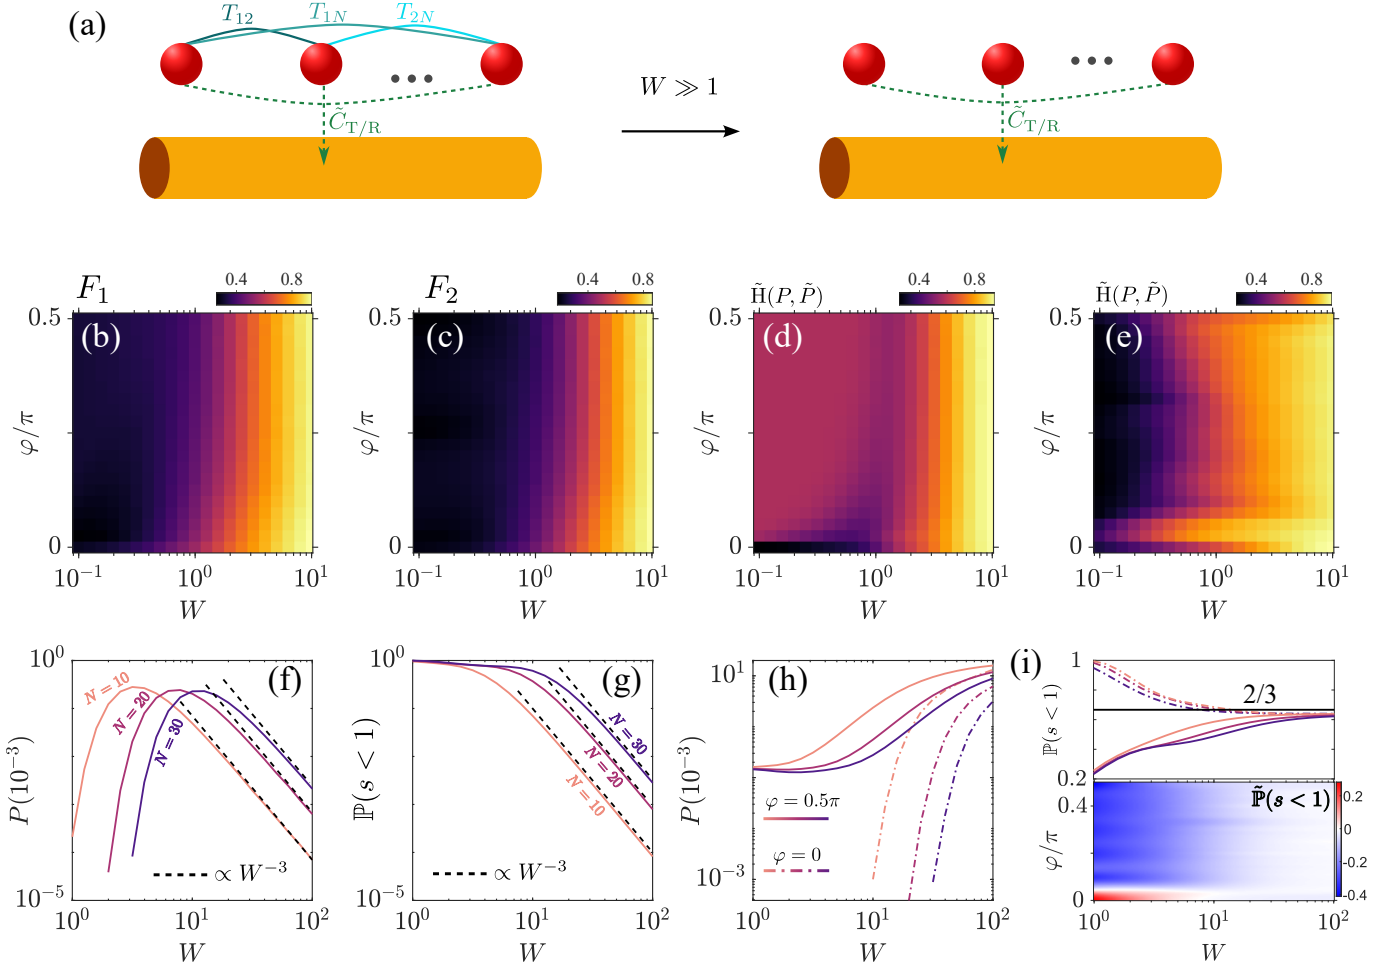 (a)
T₁₂ T₁N T₂N
C̃T/R
W ≫ 1
C̃T/R
F₁ 0.4 0.8
F₂ 0.4 0.8
H̃(P, P̃) 0.4 0.8
H̃(P, P̃) 0.4 0.8
(b) (c) (d) (e)
0.5 0.5 0.5 0.5
φ/π φ/π φ/π φ/π
0 0 0 0
10⁻¹ 10⁰ 10¹ 10⁻¹ 10⁰ 10¹ 10⁻¹ 10⁰ 10¹ 10⁻¹ 10⁰ 10¹
W W W W
(f)
10⁰
P(10⁻³)
10⁻⁵
N = 10
N = 20
N = 30
∝ W⁻³
10⁰ 10¹ 10²
W
(g)
10⁰
ℙ(s < 1)
10⁻⁵
N = 30
N = 20
N = 10
∝ W⁻³
10⁰ 10¹ 10²
W
(h)
10¹
P(10⁻³)
10⁻³
φ = 0.5π
φ = 0
10⁰ 10¹ 10²
W
(i)
1
ℙ(s < 1)
0.2
2/3
ℙ̃(s < 1)
0.4
φ/π
0
0.2
0
-0.2
-0.4
10⁰ 10¹ 10²
W